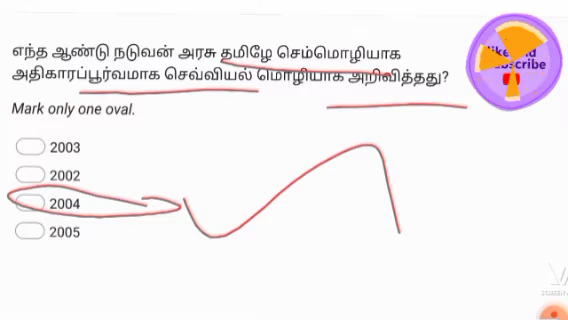 எந்த ஆண்டு நடுவன் அரசு தமிழே செம்மொழியாக
அதிகாரப்பூர்வமாக செவ்வியல் மொழியாக அறிவித்தது?
Mark only one oval.
2003
2002
2004
2005